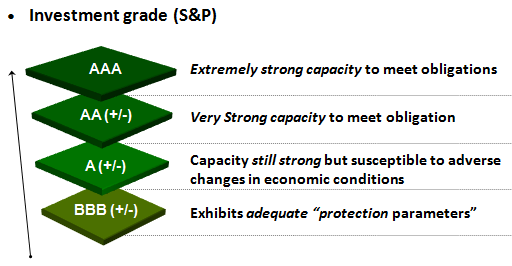 • Investment grade (S&P)
AAA
Extremely strong capacity to meet obligations
AA (+/-)
Very Strong capacity to meet obligation
A (+/-)
Capacity still strong but susceptible to adverse
changes in economic conditions
BBB (+/-)
Exhibits adequate “protection parameters”